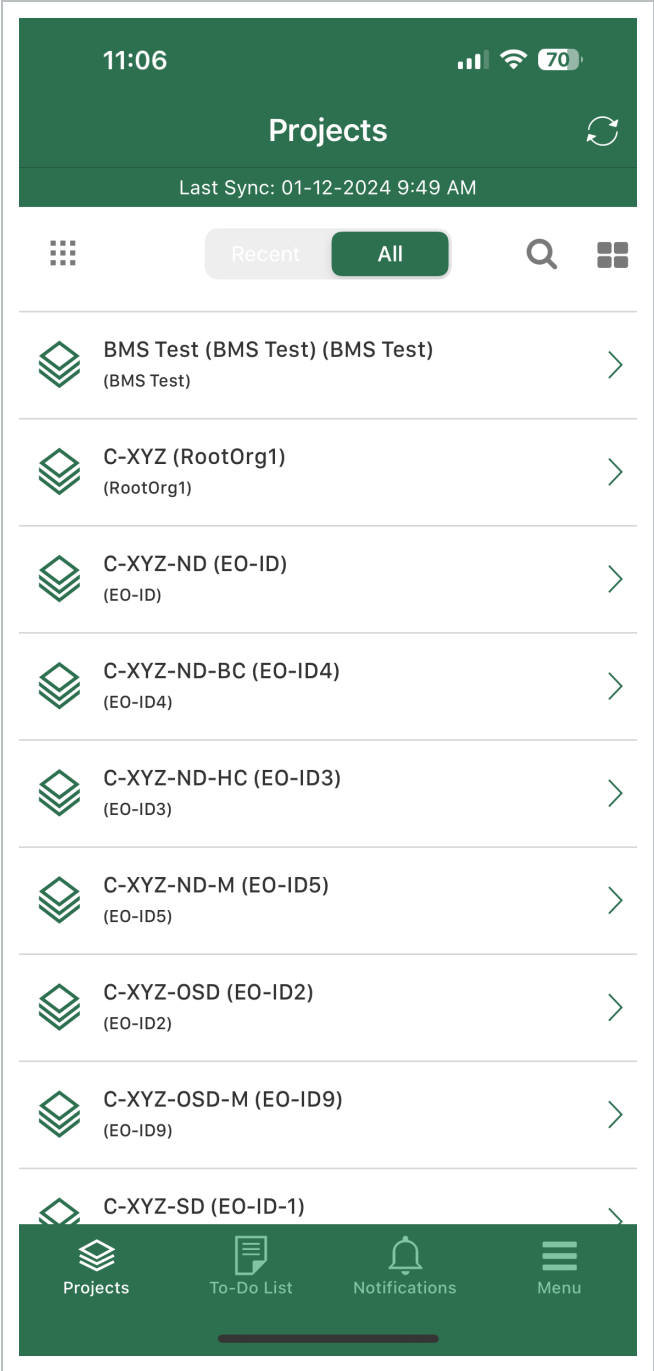 11:06
70
Projects
Last Sync: 01-12-2024 9:49 AM
Recent
All
BMS Test (BMS Test) (BMS Test)
(BMS Test)
C-XYZ (RootOrg1)
(RootOrg1)
C-XYZ-ND (EO-ID)
(EO-ID)
C-XYZ-ND-BC (EO-ID4)
(EO-ID4)
C-XYZ-ND-HC (EO-ID3)
(EO-ID3)
C-XYZ-ND-M (EO-ID5)
(EO-ID5)
C-XYZ-OSD (EO-ID2)
(EO-ID2)
C-XYZ-OSD-M (EO-ID9)
(EO-ID9)
C-XYZ-SD (EO-ID-1)
Projects
To-Do List
Notifications
Menu